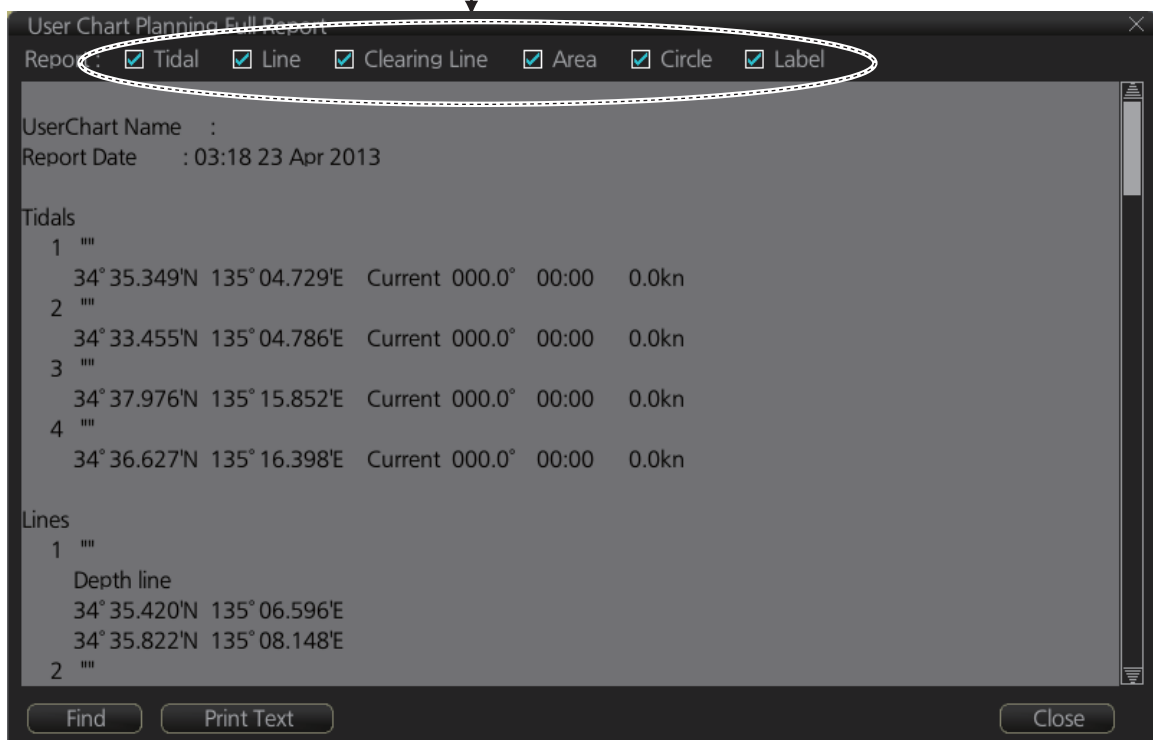 User Chart Planning Full Report
Report : Tidal Line Clearing Line Area Circle Label
UserChart Name :
Report Date : 03:18 23 Apr 2013
Tidals
1 ""
34°35.349'N 135°04.729'E Current 000.0° 00:00 0.0kn
2 ""
34°33.455'N 135°04.786'E Current 000.0° 00:00 0.0kn
3 ""
34°37.976'N 135°15.852'E Current 000.0° 00:00 0.0kn
4 ""
34°36.627'N 135°16.398'E Current 000.0° 00:00 0.0kn
Lines
1 ""
Depth line
34°35.420'N 135°06.596'E
34°35.822'N 135°08.148'E
2 ""
Find Print Text Close